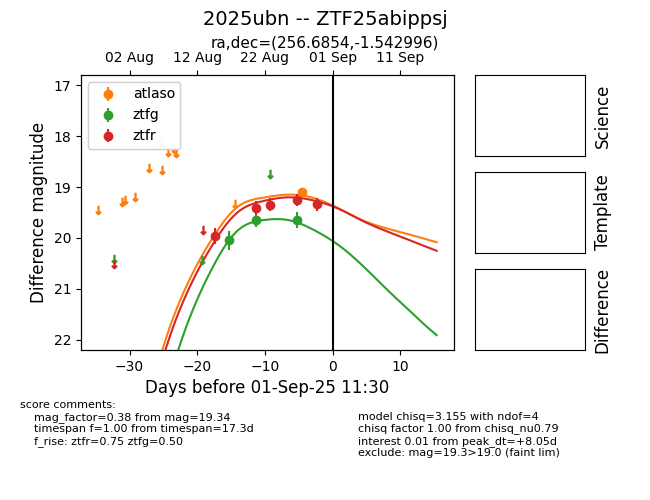 2025ubn -- ZTF25abippsj
ra,dec=(256.6854,-1.542996)
02 Aug 12 Aug 22 Aug 01 Sep 11 Sep
17
18
19
20
21
22
Difference magnitude
atlaso
ztfg
ztfr
−30 −20 −10 0 10
Days before 01-Sep-25 11:30
Science
Template
Difference
score comments:
mag_factor=0.38 from mag=19.34
timespan f=1.00 from timespan=17.3d
f_rise: ztfr=0.75 ztfg=0.50
model chisq=3.155 with ndof=4
chisq factor 1.00 from chisq_nu0.79
interest 0.01 from peak_dt=+8.05d
exclude: mag=19.3>19.0 (faint lim)